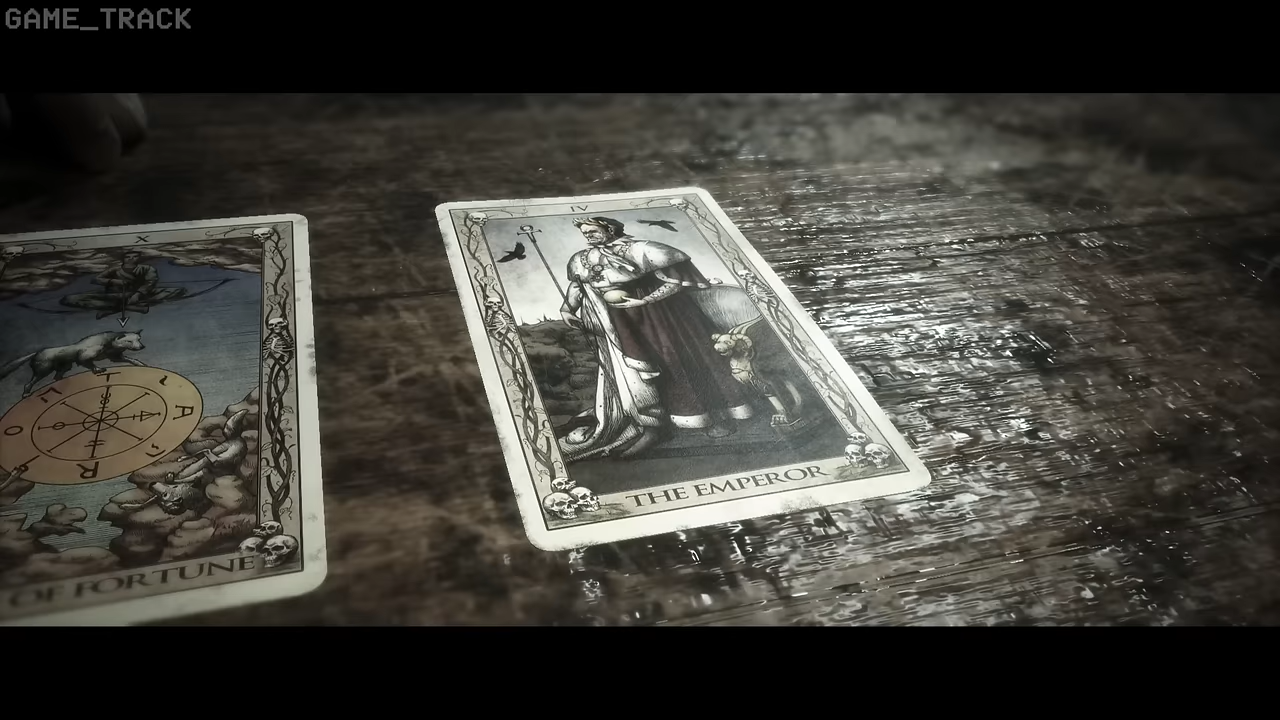 GAME_TRACK
X
OF FORTUNE
IV
THE EMPEROR
T
A
R
O